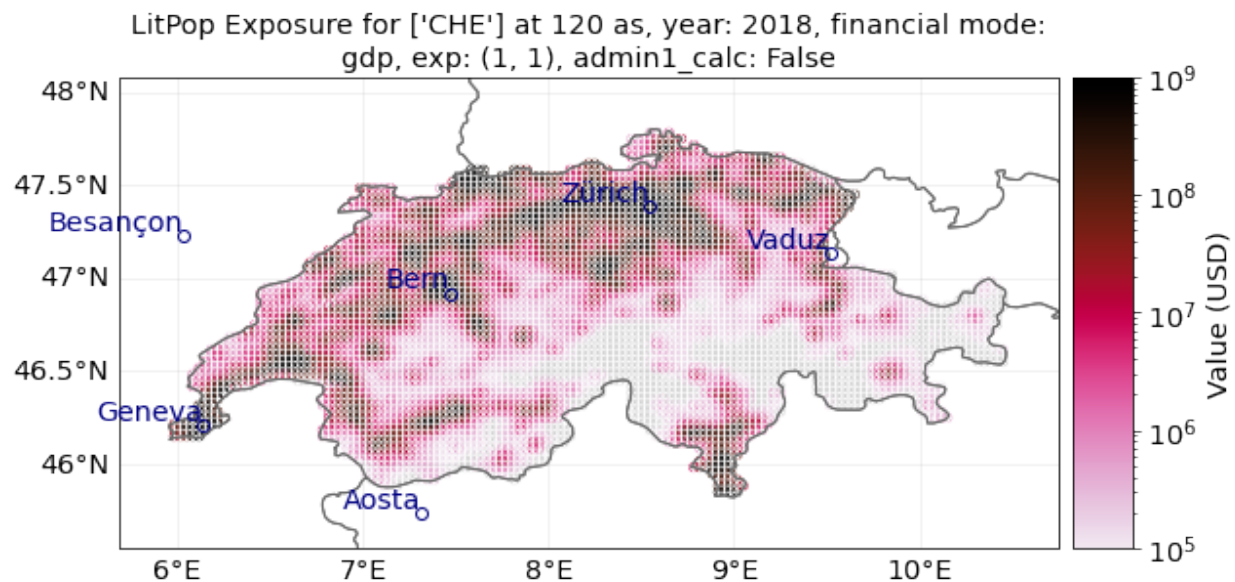 LitPop Exposure for ['CHE'] at 120 as, year: 2018, financial mode:
gdp, exp: (1, 1), admin1_calc: False
48°N
47.5°N
47°N
46.5°N
46°N
Besançon
Zürich
Vaduz
Bern
Geneva
Aosta
6°E
7°E
8°E
9°E
10°E
10⁹
10⁸
10⁷
10⁶
10⁵
Value (USD)